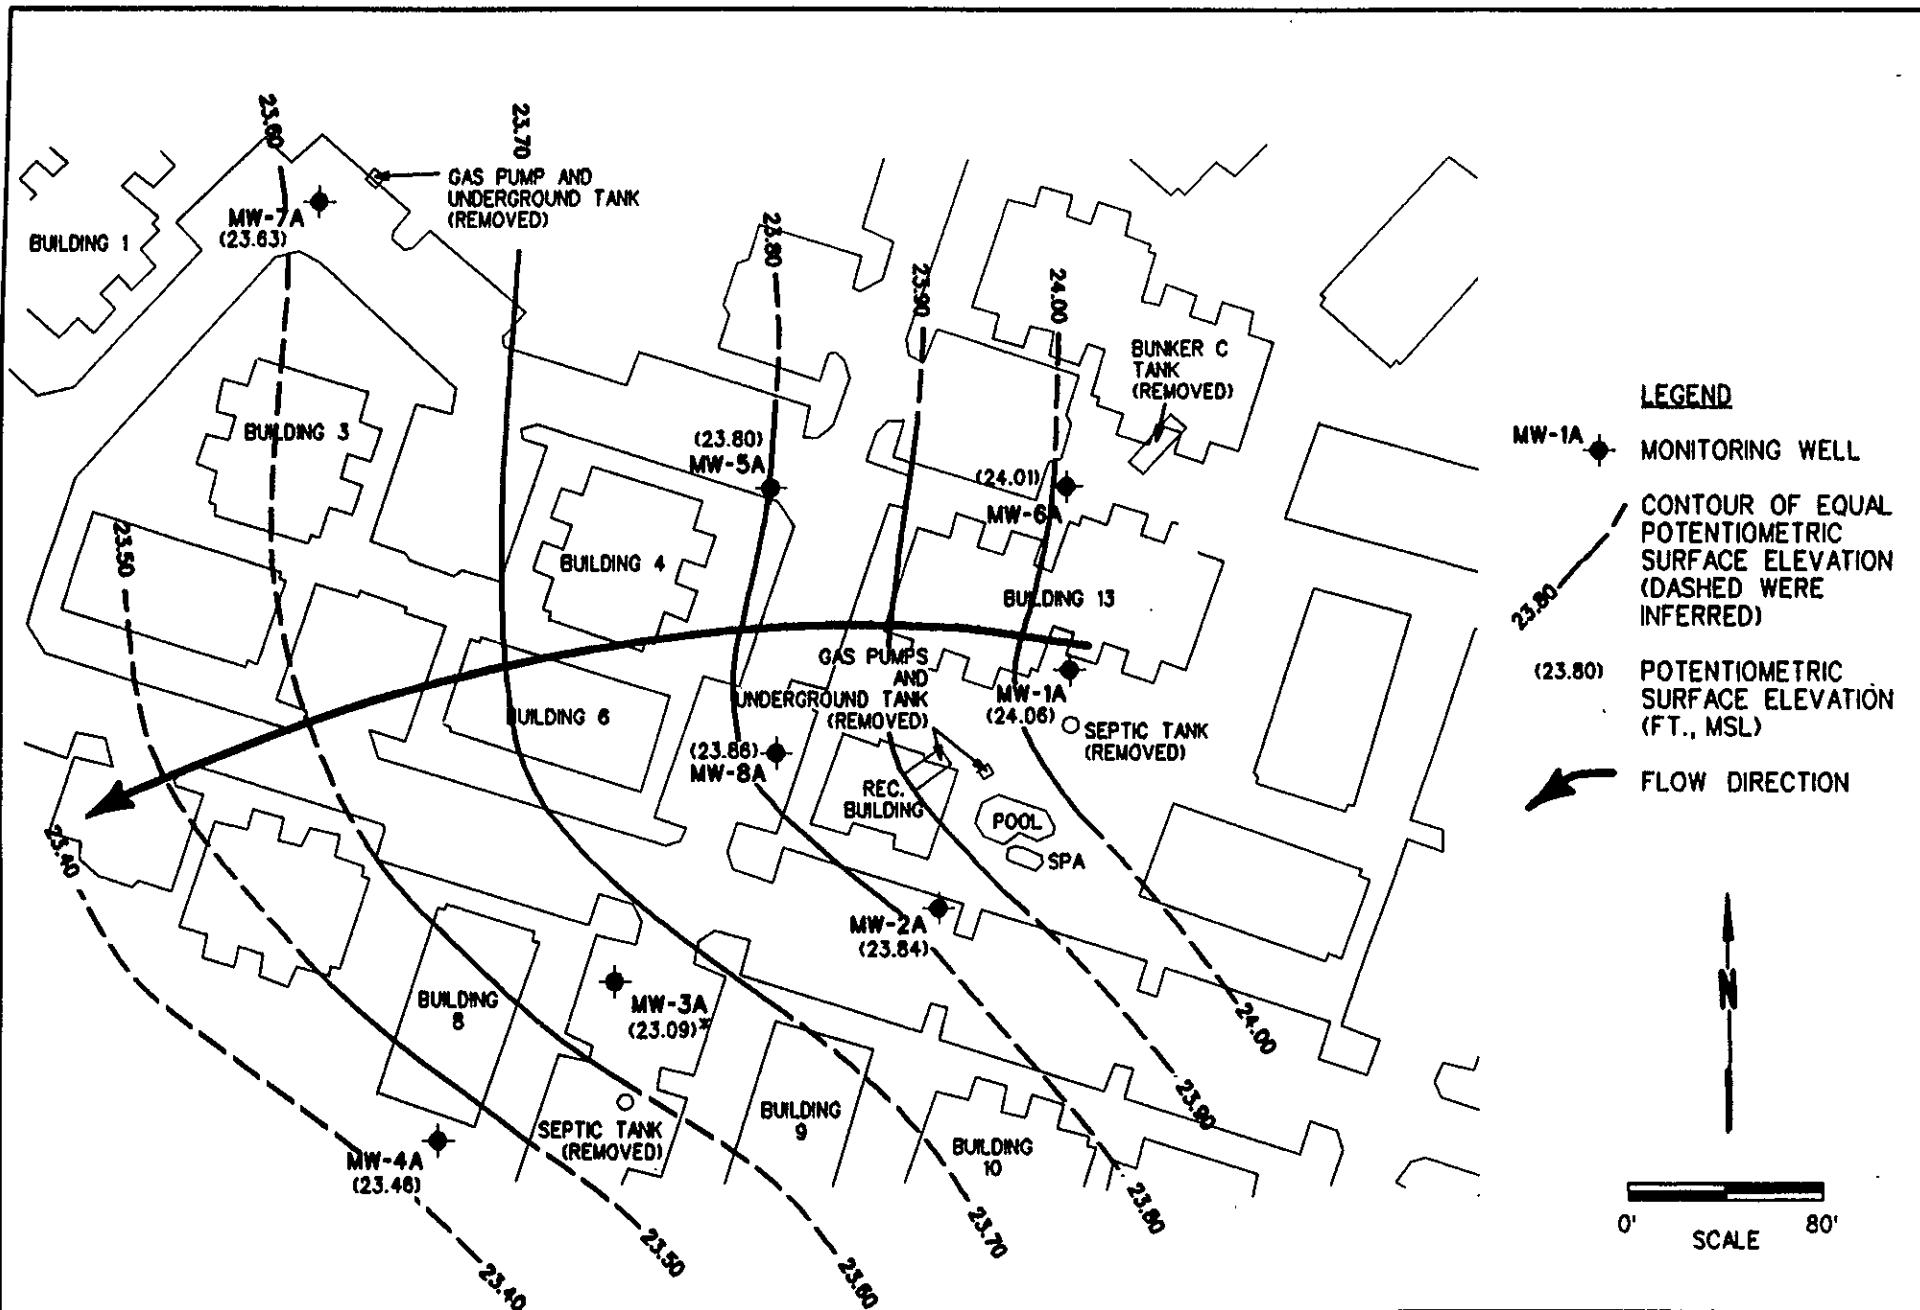 23.60
23.70
GAS PUMP AND
UNDERGROUND TANK
(REMOVED)
MW-7A
(23.63)
BUILDING 1
23.80
23.90
24.00
BUNKER C
TANK
(REMOVED)
BUILDING 3
(23.80)
MW-5A
(24.01)
MW-6A
23.50
BUILDING 4
BUILDING 13
GAS PUMPS
AND
UNDERGROUND TANK
(REMOVED)
MW-1A
(24.06)
SEPTIC TANK
(REMOVED)
BUILDING 6
(23.86)
MW-8A
REC.
BUILDING
POOL
SPA
23.40
MW-2A
(23.84)
BUILDING
8
MW-3A
(23.09)*
24.00
23.90
BUILDING
9
SEPTIC TANK
(REMOVED)
BUILDING
10
MW-4A
(23.46)
23.80
23.70
23.50
23.60
23.40
LEGEND
MW-1A
MONITORING WELL
23.80
CONTOUR OF EQUAL
POTENTIOMETRIC
SURFACE ELEVATION
(DASHED WERE
INFERRED)
(23.80)
POTENTIOMETRIC
SURFACE ELEVATION
(FT., MSL)
FLOW DIRECTION
N
0' 80'
SCALE